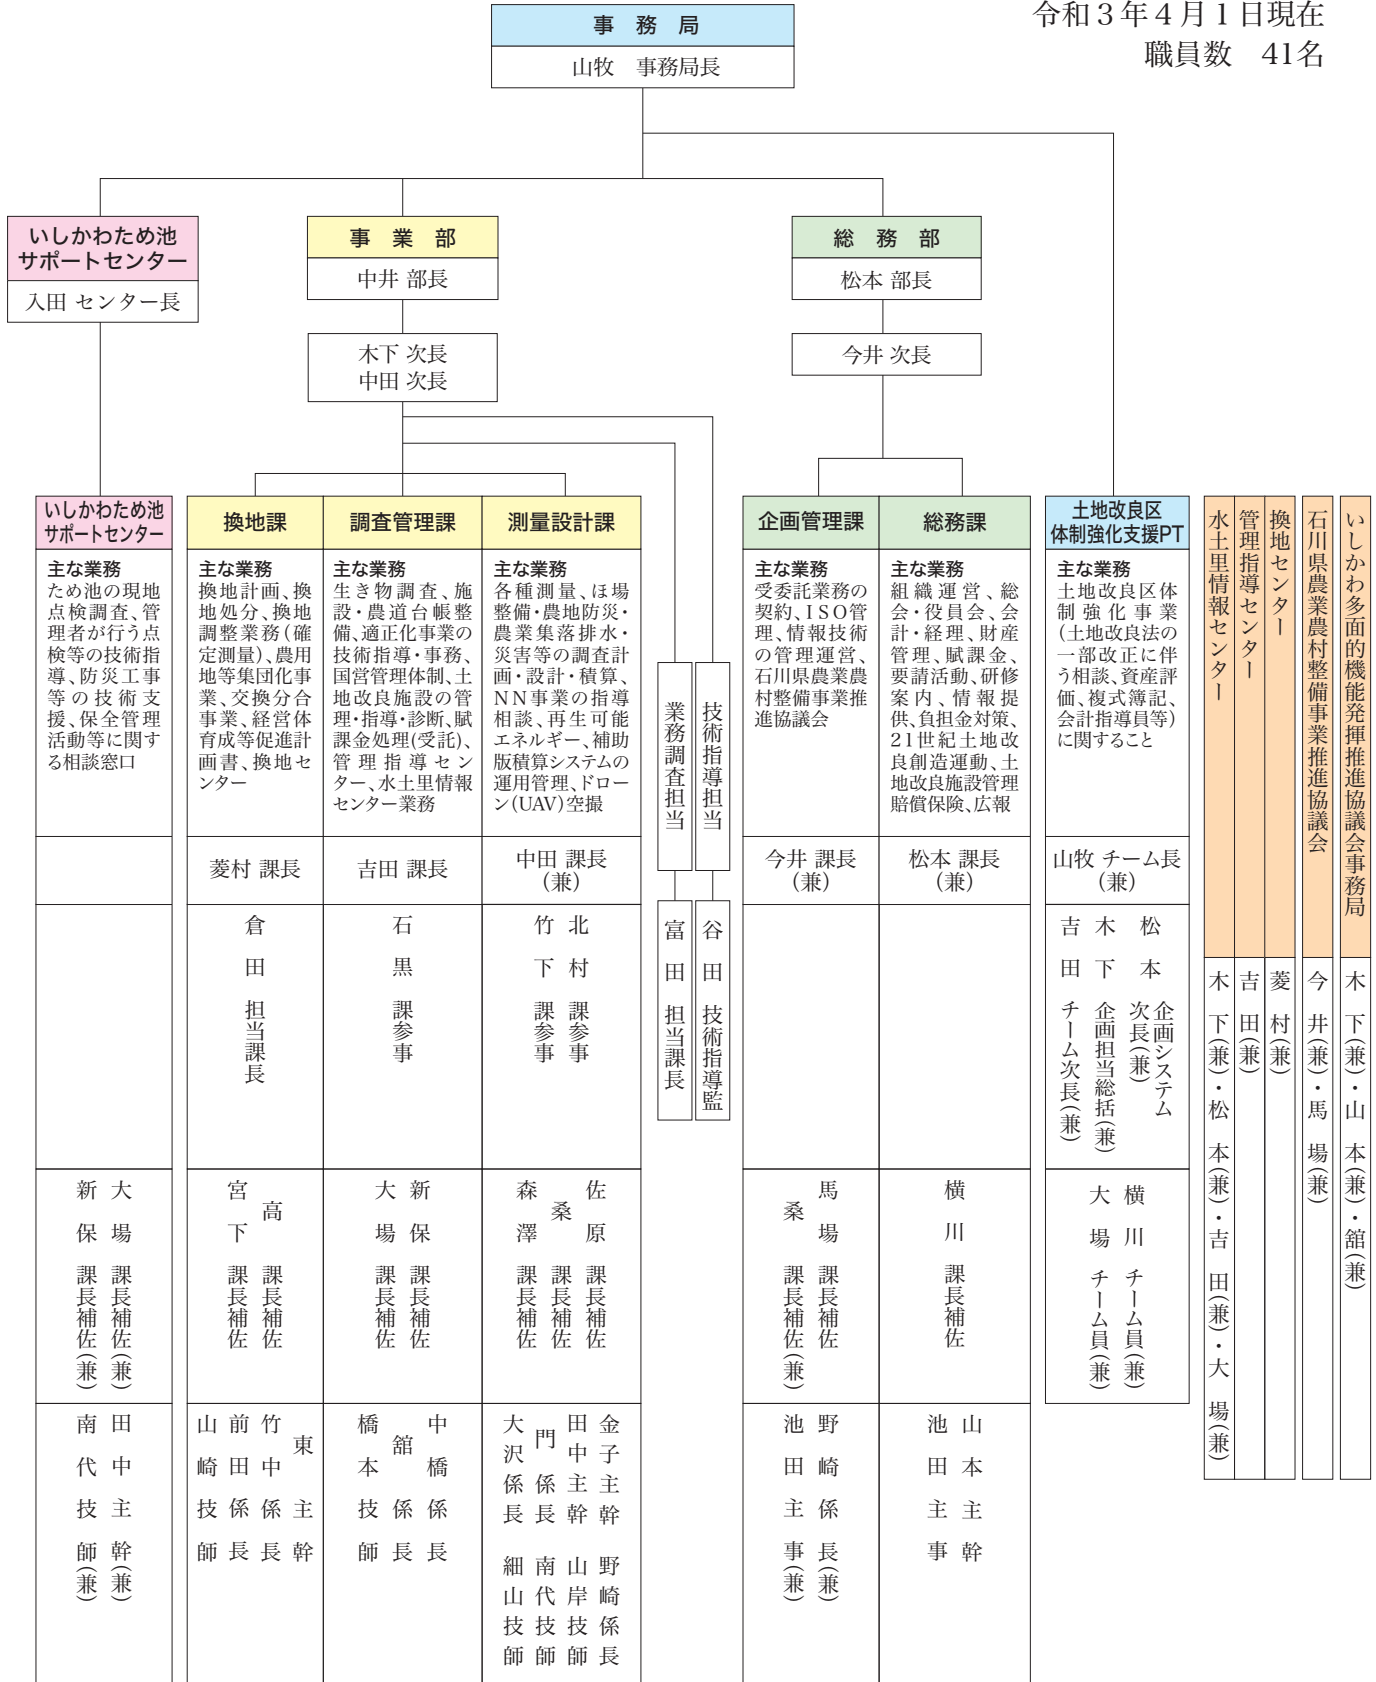 令和３年４月１日現在
職員数　41名
事　務　局
山牧　事務局長
いしかわため池
サポートセンター
入田 センター長
事　業　部
中井 部長
木下 次長
中田 次長
総　務　部
松本 部長
今井 次長
いしかわため池
サポートセンター
主な業務
ため池の現地
点検調査、管
理者が行う点
検等の技術指
導、防災工事
等の技術支
援、保全管理
活動等に関す
る相談窓口
新保 課長補佐(兼)
大場 課長補佐(兼)
南代技師(兼)
田中主幹(兼)
換地課
主な業務
換地計画、換
地処分、換地
調整業務(確
定測量)、農用
地等集団化事
業、交換分合
事業、経営体
育成等促進計
画書、換地セ
ンター
菱村 課長
倉田 担当課長
宮下 課長補佐
高 課長補佐
山崎技師
前田係長
竹中係長
東 主幹
調査管理課
主な業務
生き物調査、施
設・農道台帳整
備、適正化事業の
技術指導・事務、
国営管理体制、土
地改良施設の管
理・指導・診断、賦
課金処理(受託)、
管理指導セン
ター、水土里情報
センター業務
吉田 課長
石黒 課参事
大場 課長補佐
新保 課長補佐
橋本技師
舘 係長
中橋係長
測量設計課
主な業務
各種測量、ほ場
整備・農地防災・
農業集落排水・
災害等の調査計
画・設計・積算、
NN事業の指導
相談、再生可能
エネルギー、補助
版積算システムの
運用管理、ドロー
ン(UAV)空撮
中田 課長
(兼)
竹下 課参事
北村 課参事
森澤 課長補佐
桑 課長補佐
佐原 課長補佐
大沢係長
門 係長
田中主幹
金子主幹
細山技師
南代技師
山岸技師
野崎係長
業務調査担当
富田 担当課長
技術指導担当
谷田 技術指導監
企画管理課
主な業務
受委託業務の
契約、ISO管
理、情報技術
の管理運営、
石川県農業農
村整備事業推
進協議会
今井 課長
(兼)
桑 課長補佐(兼)
馬場 課長補佐
池田主事(兼)
野崎係長(兼)
総務課
主な業務
組織運営、総
会・役員会、会
計・経理、財産
管理、賦課金、
要請活動、研修
案内、情報提
供、負担金対策、
21世紀土地改
良創造運動、土
地改良施設管理
賠償保険、広報
松本 課長
(兼)
横川 課長補佐
池田主事
山本主幹
土地改良区
体制強化支援PT
主な業務
土地改良区体
制強化事業
(土地改良法の
一部改正に伴
う相談、資産評
価、複式簿記、
会計指導員等)
に関すること
山牧 チーム長
(兼)
吉田 チーム次長(兼)
木下 企画担当総括(兼)
松本 企画システム
次長(兼)
大場 チーム員(兼)
横川 チーム員(兼)
水土里情報センター
木下(兼)・松本(兼)・吉田(兼)・大場(兼)
管理指導センター
吉田(兼)
換地センター
菱村(兼)
石川県農業農村整備事業推進協議会
今井(兼)・馬場(兼)
いしかわ多面的機能発揮推進協議会事務局
木下(兼)・山本(兼)・舘(兼)